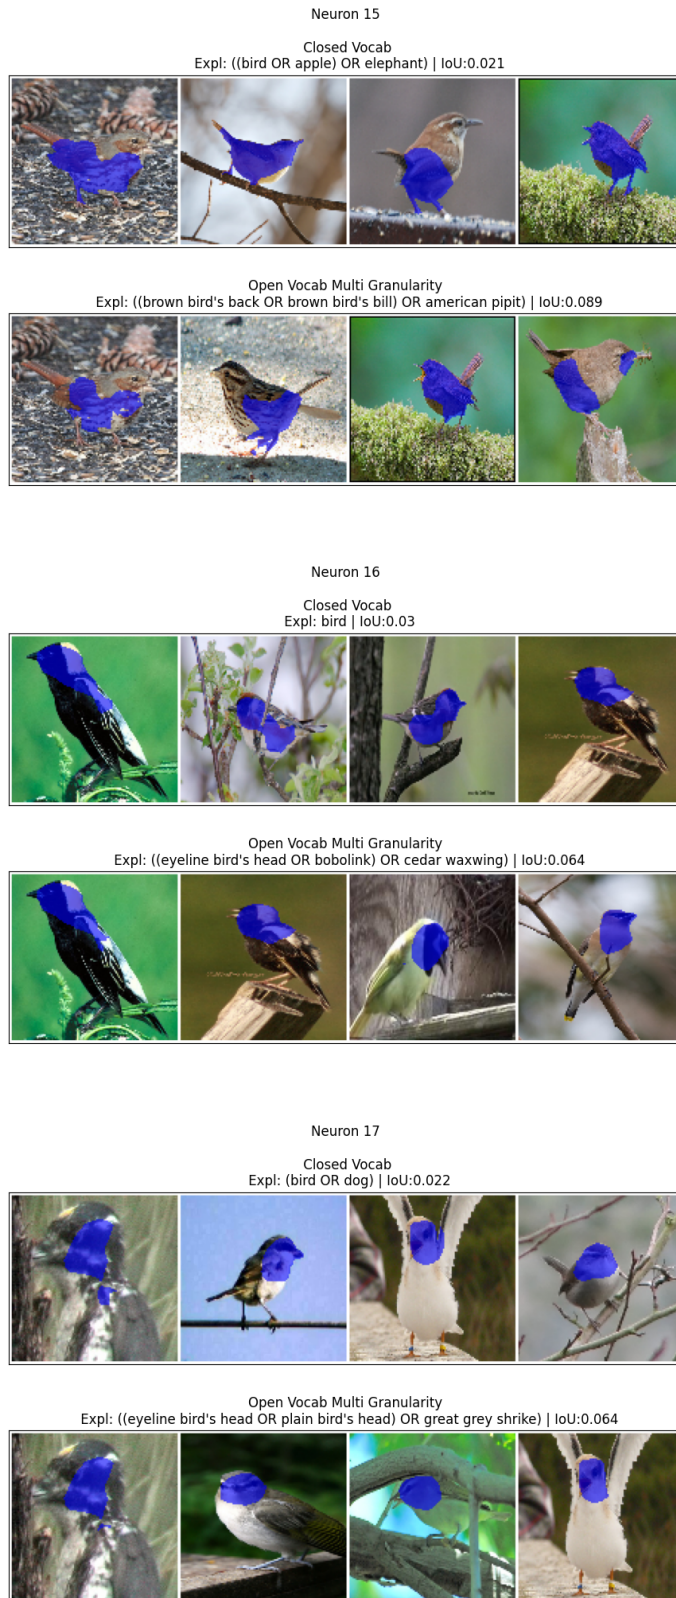 Neuron 15
Closed Vocab
Expl: ((bird OR apple) OR elephant) | IoU:0.021
Open Vocab Multi Granularity
Expl: ((brown bird's back OR brown bird's bill) OR american pipit) | IoU:0.089
Neuron 16
Closed Vocab
Expl: bird | IoU:0.03
Open Vocab Multi Granularity
Expl: ((eyeline bird's head OR bobolink) OR cedar waxwing) | IoU:0.064
Neuron 17
Closed Vocab
Expl: (bird OR dog) | IoU:0.022
Open Vocab Multi Granularity
Expl: ((eyeline bird's head OR plain bird's head) OR great grey shrike) | IoU:0.064